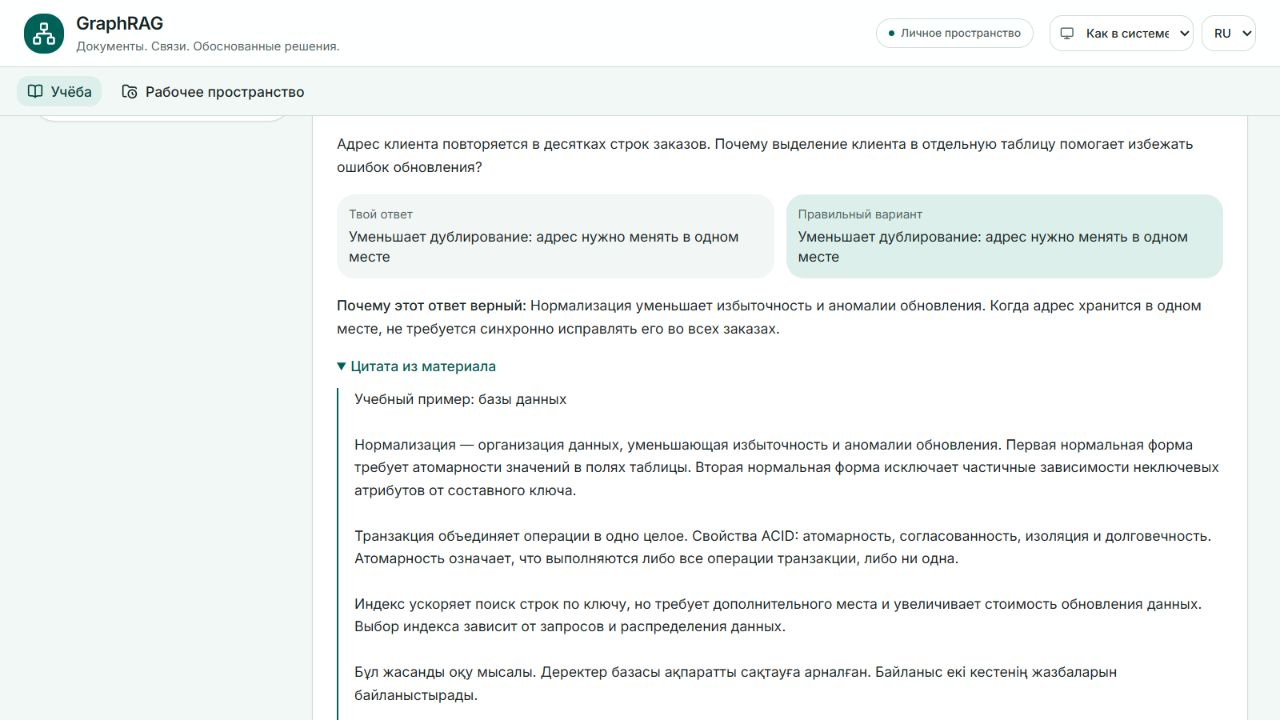 GraphRAG
Документы. Связи. Обоснованные решения.
Личное пространство
Как в системе
RU
Учёба
Рабочее пространство
Адрес клиента повторяется в десятках строк заказов. Почему выделение клиента в отдельную таблицу помогает избежать
ошибок обновления?
Твой ответ
Уменьшает дублирование: адрес нужно менять в одном
месте
Правильный вариант
Уменьшает дублирование: адрес нужно менять в одном
месте
Почему этот ответ верный: Нормализация уменьшает избыточность и аномалии обновления. Когда адрес хранится в одном
месте, не требуется синхронно исправлять его во всех заказах.
Цитата из материала
Учебный пример: базы данных
Нормализация — организация данных, уменьшающая избыточность и аномалии обновления. Первая нормальная форма
требует атомарности значений в полях таблицы. Вторая нормальная форма исключает частичные зависимости неключевых
атрибутов от составного ключа.
Транзакция объединяет операции в одно целое. Свойства ACID: атомарность, согласованность, изоляция и долговечность.
Атомарность означает, что выполняются либо все операции транзакции, либо ни одна.
Индекс ускоряет поиск строк по ключу, но требует дополнительного места и увеличивает стоимость обновления данных.
Выбор индекса зависит от запросов и распределения данных.
Бұл жасанды оқу мысалы. Деректер базасы ақпаратты сақтауға арналған. Байланыс екі кестенің жазбаларын
байланыстырады.